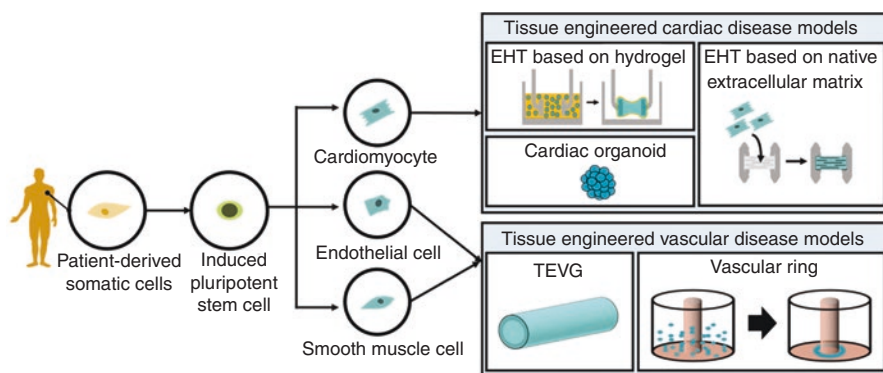 Tissue engineered cardiac disease models
EHT based on hydrogel
EHT based on native
extracellular matrix
Cardiac organoid
Cardiomyocyte
Endothelial cell
Smooth muscle cell
Patient-derived
somatic cells
Induced
pluripotent
stem cell
Tissue engineered vascular disease models
TEVG
Vascular ring